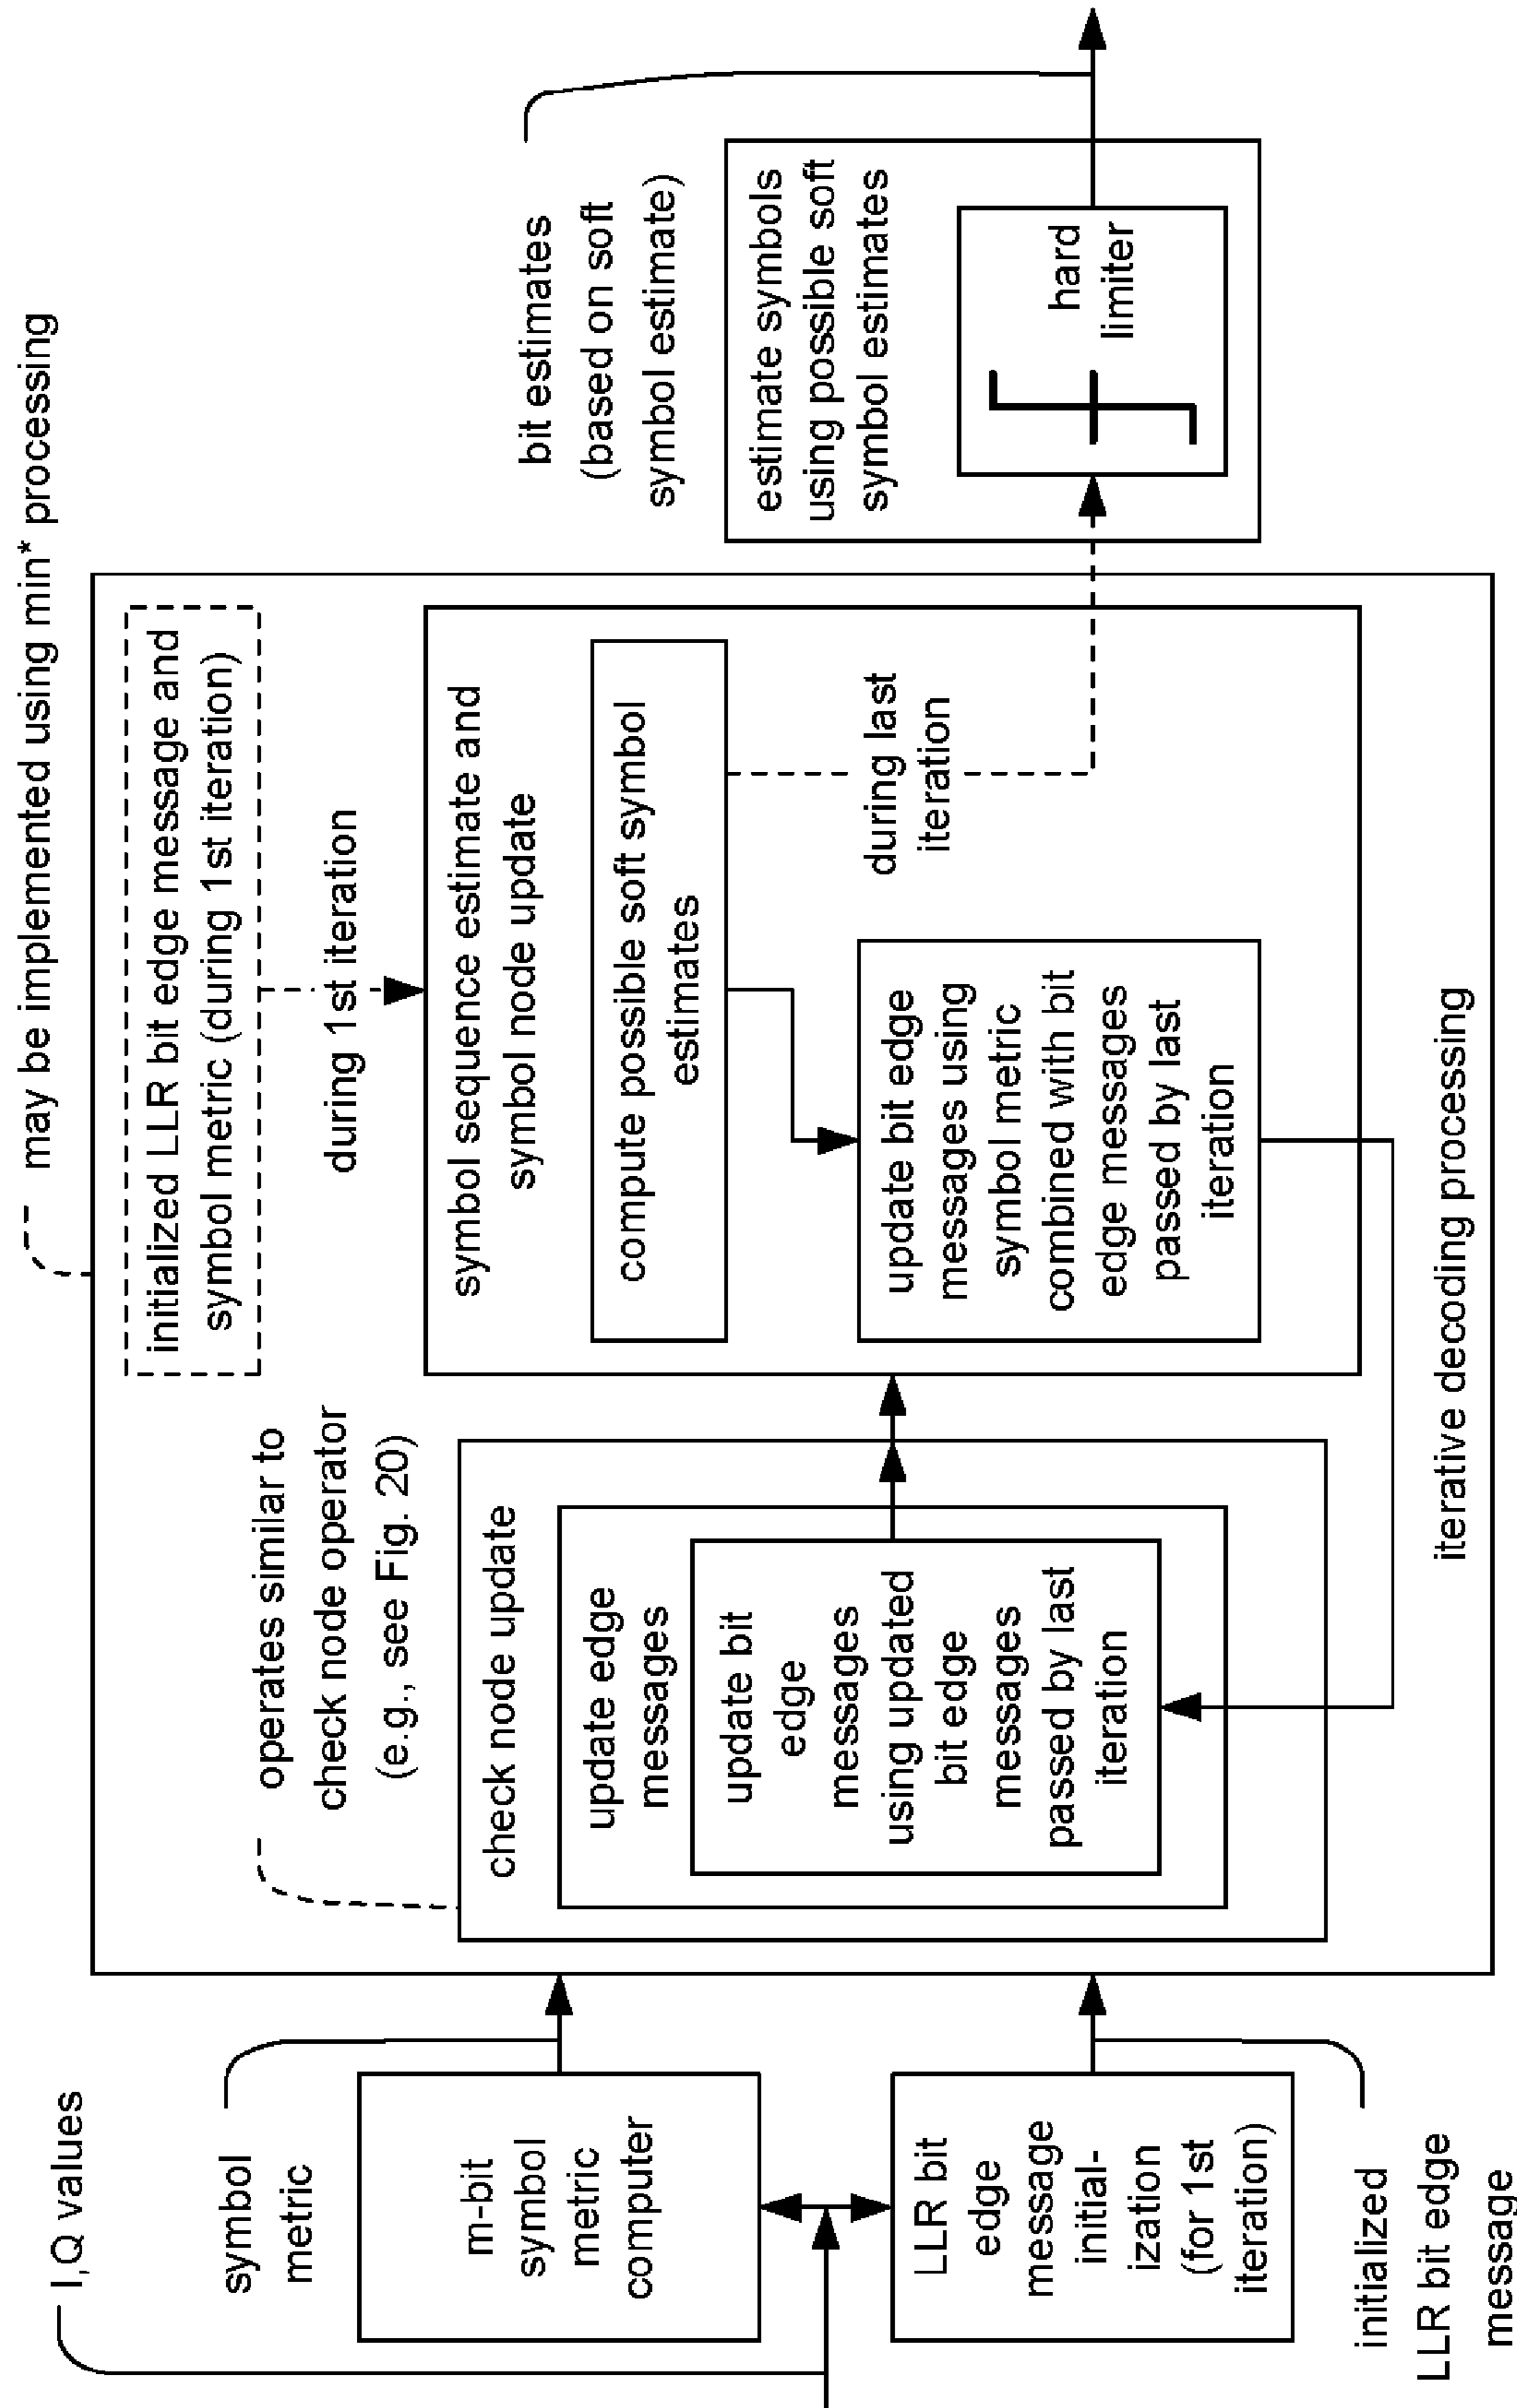 may be implemented using min* processing
I,Q values
symbol
metric
m-bit
symbol
metric
computer
LLR bit
edge
message
initial-
ization
(for 1st
iteration)
initialized
LLR bit edge
message
operates similar to
check node operator
(e.g., see Fig. 20)
check node update
update edge
messages
update bit
edge
messages
using updated
bit edge
messages
passed by last
iteration
initialized LLR bit edge message and
symbol metric (during 1st iteration)
during 1st iteration
symbol sequence estimate and
symbol node update
compute possible soft symbol
estimates
update bit edge
messages using
symbol metric
combined with bit
edge messages
passed by last
iteration
during last
iteration
iterative decoding processing
bit estimates
(based on soft
symbol estimate)
estimate symbols
using possible soft
symbol estimates
hard
limiter